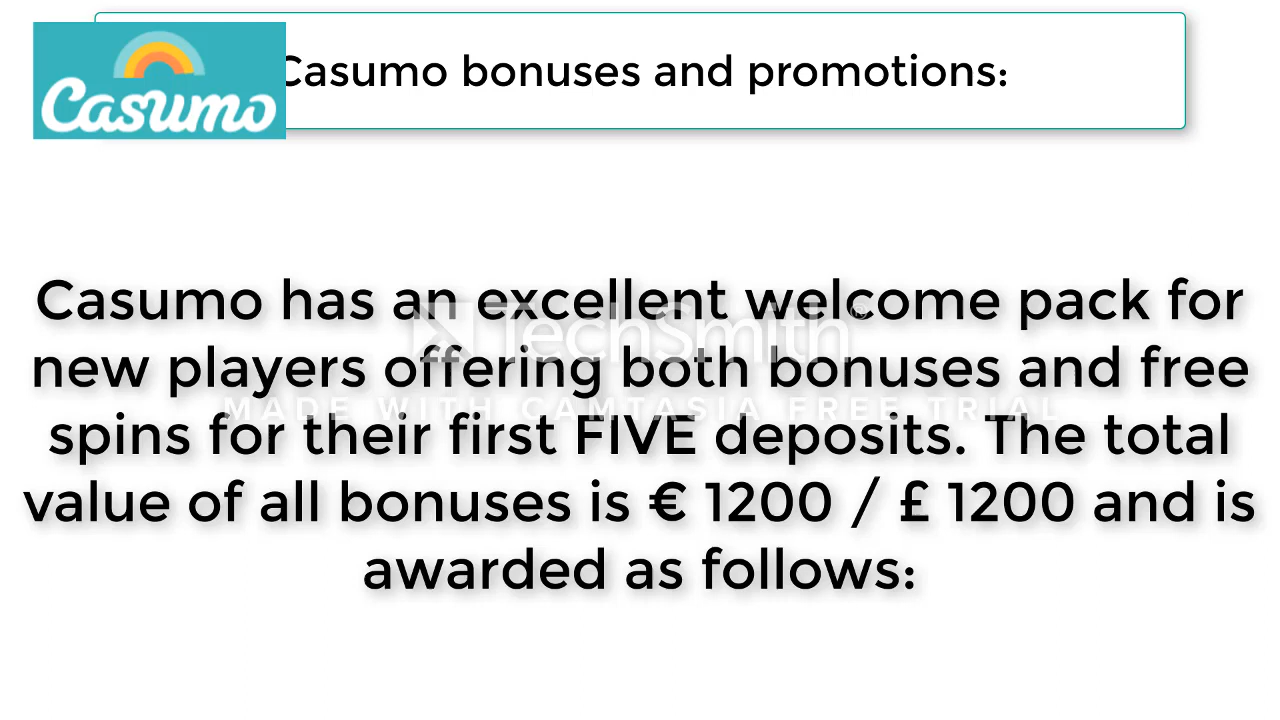 Casumo bonuses and promotions:
Casumo
Casumo has an excellent welcome pack for
TechSmith®
new players offering both bonuses and free
MADE WITH CAMTASIA FREE TRIAL
spins for their first FIVE deposits. The total
value of all bonuses is € 1200 / £ 1200 and is
awarded as follows: